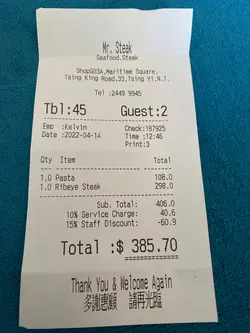 Mr. Steak
Seafood.Steak
ShopG03A,Maritime Square,
Tsing King Road,33,Tsing Yi,N.T.
Tel :2449 9945
Tbl:45 Guest:2
Emp :Kelvin Check:187925
Date :2022-04-14 Time :12:46
Print:3
Qty Item Total
1.0 Pasta 108.0
1.0 Ribeye Steak 298.0
Sub. Total: 406.0
10% Service Charge: 40.6
15% Staff Discount: -60.9
Total :$ 385.70
Thank You & Welcome Again
多謝惠顧 請再光臨